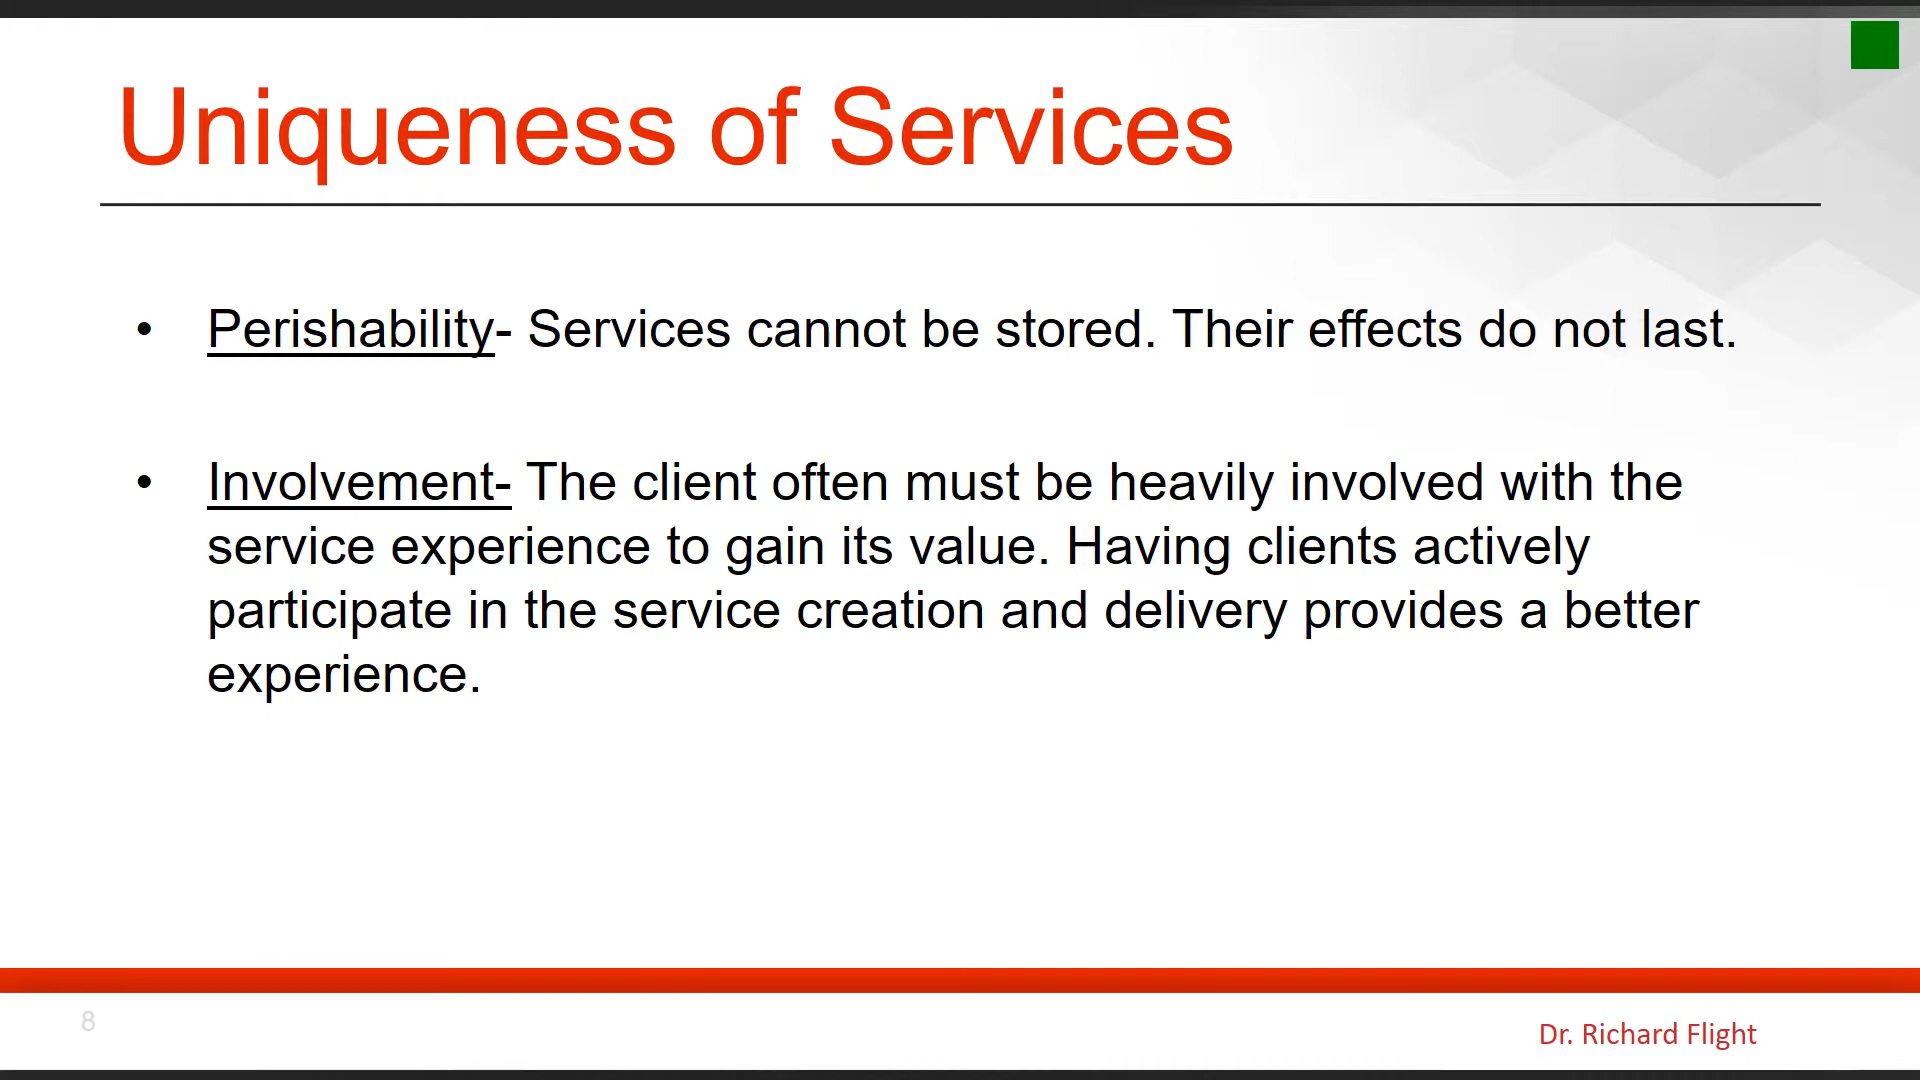 Uniqueness of Services
• Perishability- Services cannot be stored. Their effects do not last.
• Involvement- The client often must be heavily involved with the
service experience to gain its value. Having clients actively
participate in the service creation and delivery provides a better
experience.
8
Dr. Richard Flight